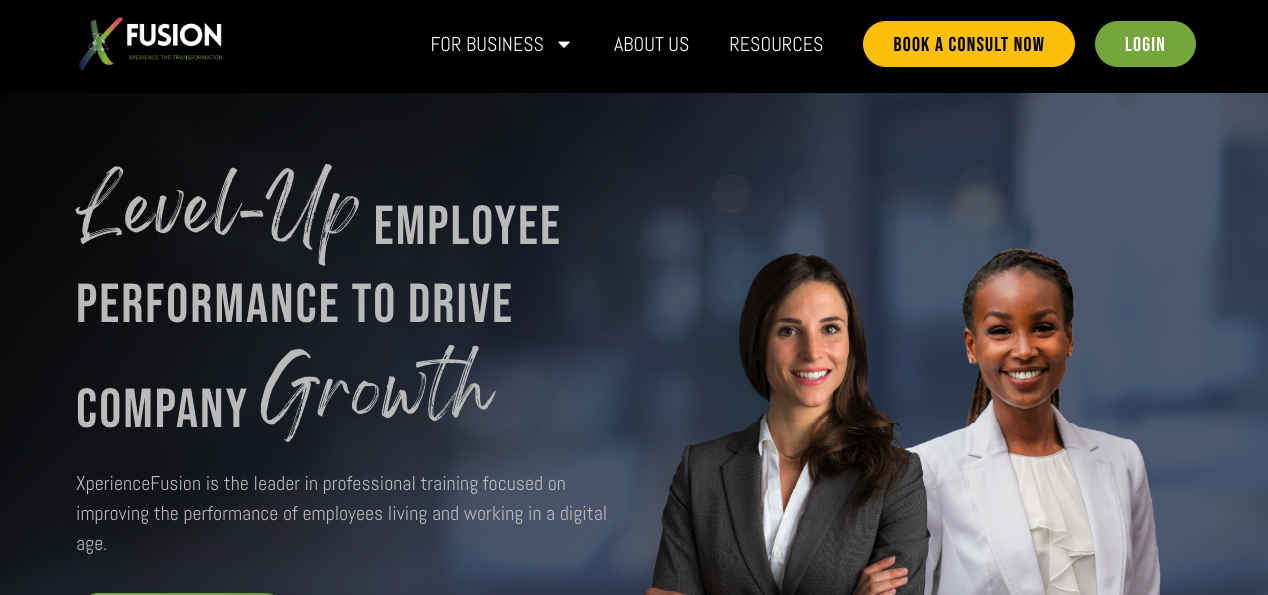 FUSION
XPERIENCE THE TRANSFORMATION
FOR BUSINESS
ABOUT US
RESOURCES
BOOK A CONSULT NOW
LOGIN
Level-Up EMPLOYEE
PERFORMANCE TO DRIVE
COMPANY Growth
XperienceFusion is the leader in professional training focused on
improving the performance of employees living and working in a digital
age.